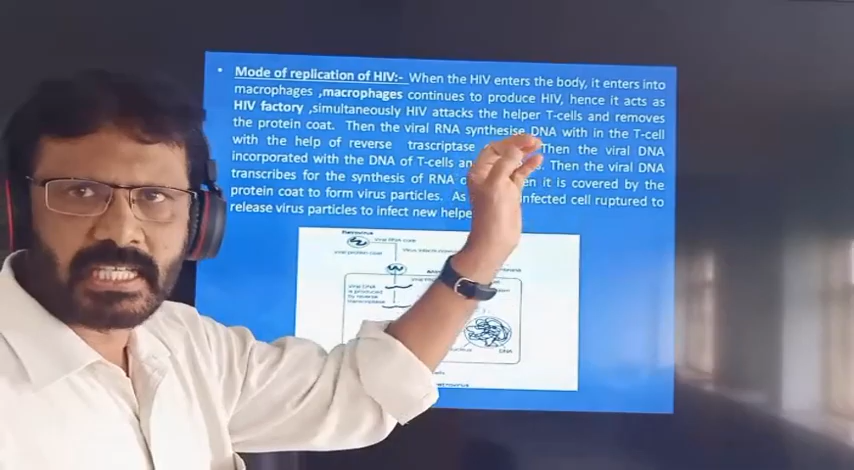 • Mode of replication of HIV:- When the HIV enters the body, it enters into
macrophages ,macrophages continues to produce HIV, hence it acts as
HIV factory ,simultaneously HIV attacks the helper T-cells and removes
the protein coat. Then the viral RNA synthesise DNA with in the T-cell
with the help of reverse trascriptase Then the viral DNA
incorporated with the DNA of T-cells Then the viral DNA
transcribes for the synthesis of RNA it is covered by the
protein coat to form virus particles. As infected cell ruptured to
release virus particles to infect new
Retrovirus
viral RNA core
viral protein coat
viral DNA
is produced
by reverse
transcriptase
DNA